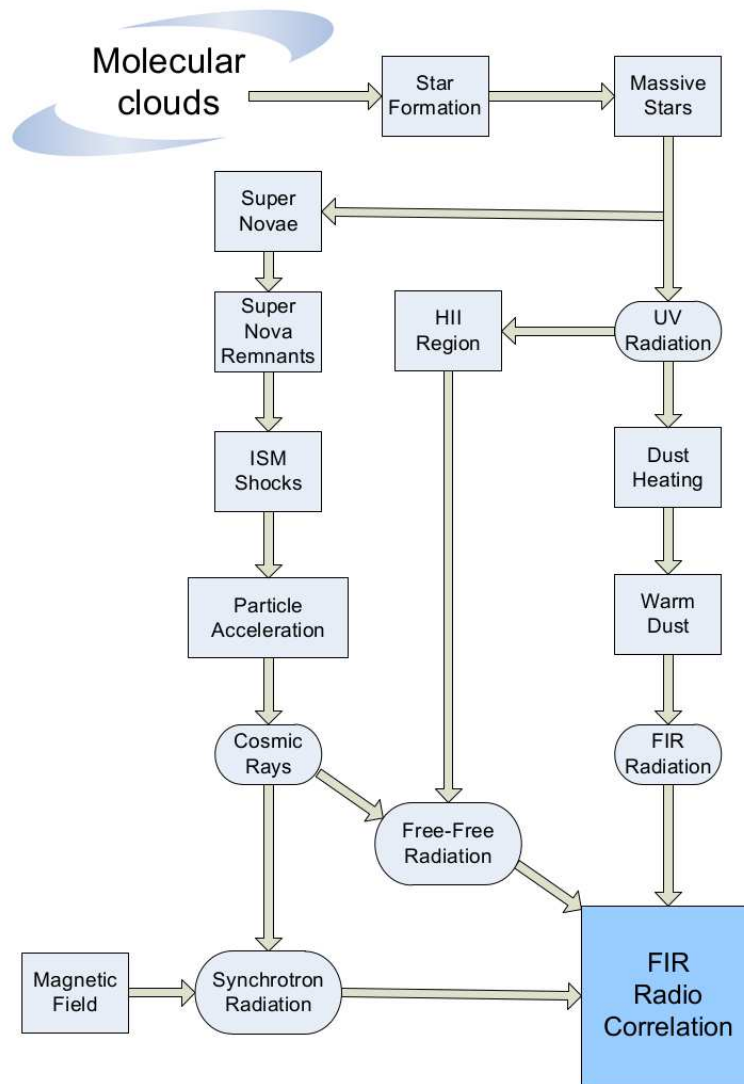 Molecular
clouds
Star
Formation
Massive
Stars
Super
Novae
Super
Nova
Remnants
HII
Region
UV
Radiation
ISM
Shocks
Dust
Heating
Particle
Acceleration
Warm
Dust
Cosmic
Rays
FIR
Radiation
Free-Free
Radiation
Magnetic
Field
Synchrotron
Radiation
FIR
Radio
Correlation